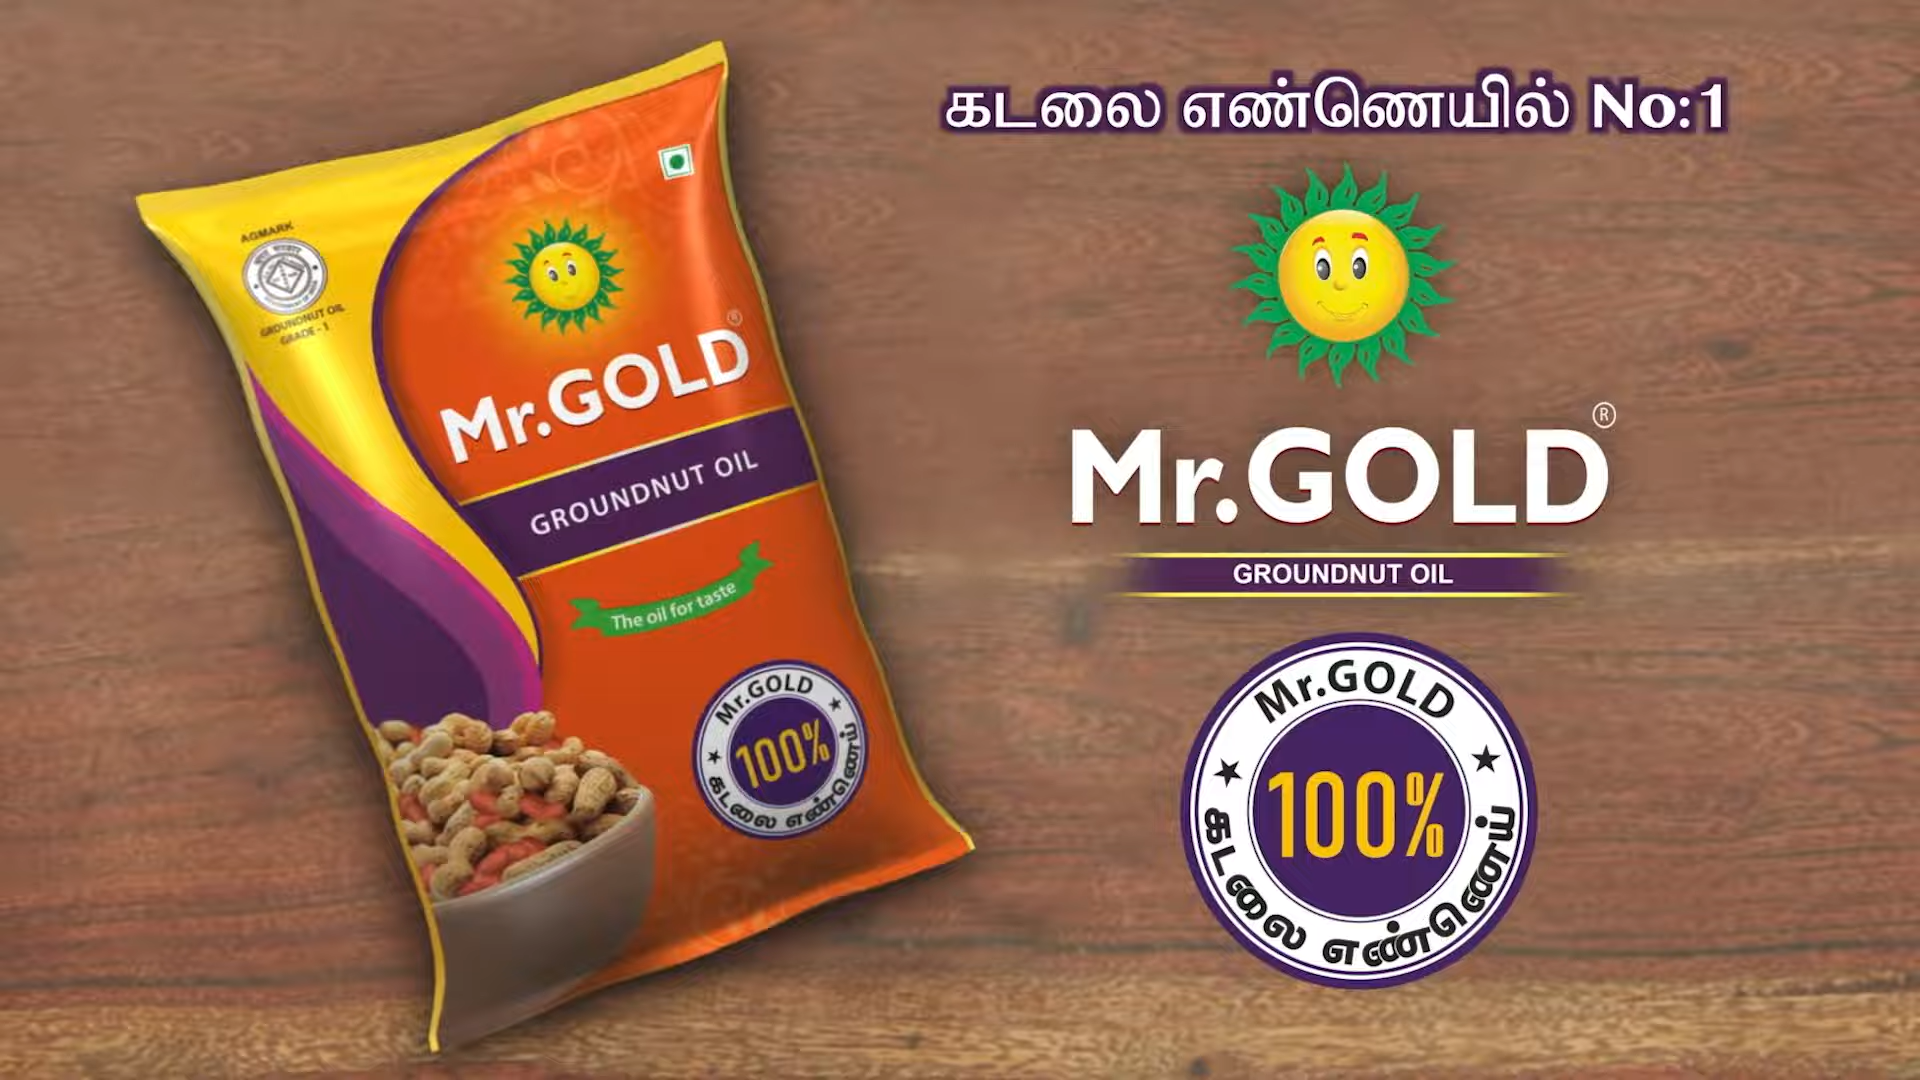 AGMARK
GROUNDNUT OIL
GRADE - 1
Mr.GOLD®
GROUNDNUT OIL
The oil for taste
Mr.GOLD
100%
கடலை எண்ணெய்
கடலை எண்ணெயில் No:1
Mr.GOLD®
GROUNDNUT OIL
Mr.GOLD
100%
கடலை எண்ணெய்